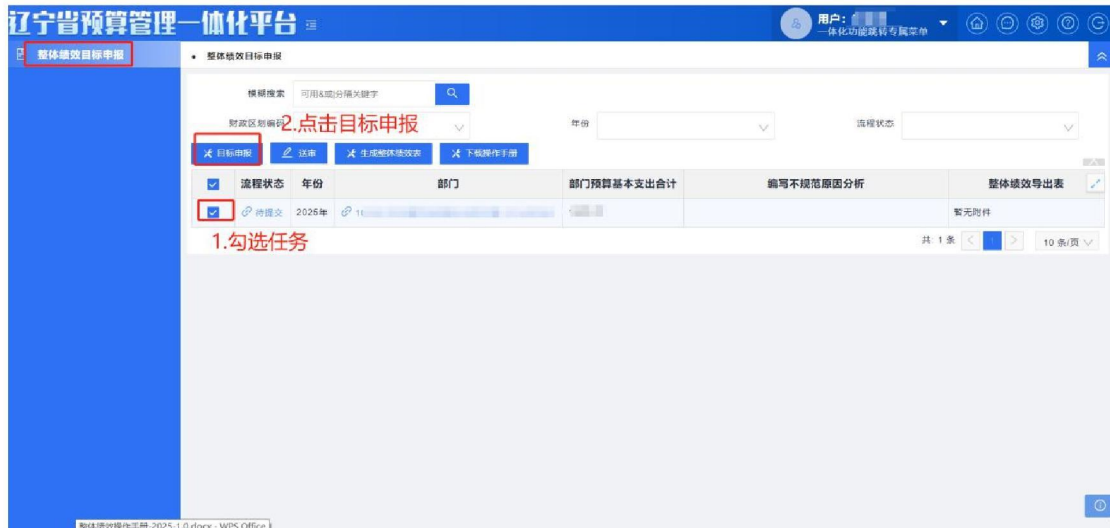 辽宁省预算管理一体化平台
用户：
一体化功能跳转专属菜单
整体绩效目标申报
整体绩效目标申报
模糊搜索 可用&或|分隔关键字
财政区划编码 年份 流程状态
2.点击目标申报
目标申报 送审 生成整体绩效表 下载操作手册
流程状态 年份 部门 部门预算基本支出合计 编写不规范原因分析 整体绩效导出表
待提交 2025年 暂无附件
1.勾选任务
共 1 条 1 10 条/页
整体绩效操作手册-2025-1.0.docx - WPS Office